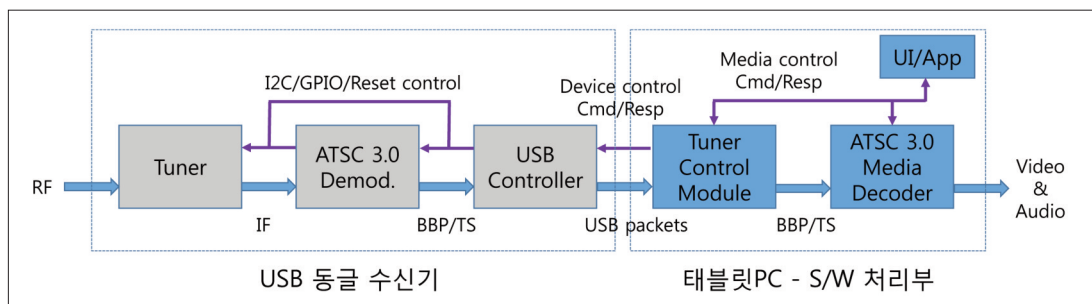 Media control
Cmd/Resp
UI/App
I2C/GPIO/Reset control
Device control
Cmd/Resp
RF
Tuner
ATSC 3.0
Demod.
USB
Controller
Tuner
Control
Module
ATSC 3.0
Media
Decoder
Video
&
Audio
IF
BBP/TS
USB packets
BBP/TS
USB 동글 수신기
태블릿PC - S/W 처리부